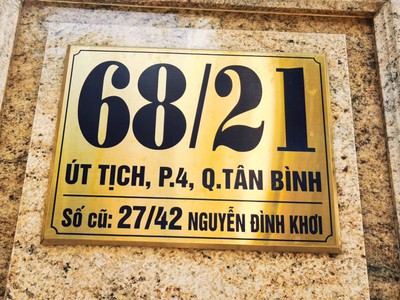 68/21
ÚT TỊCH, P.4, Q.TÂN BÌNH
Số cũ: 27/42 NGUYỄN ĐÌNH KHƠI